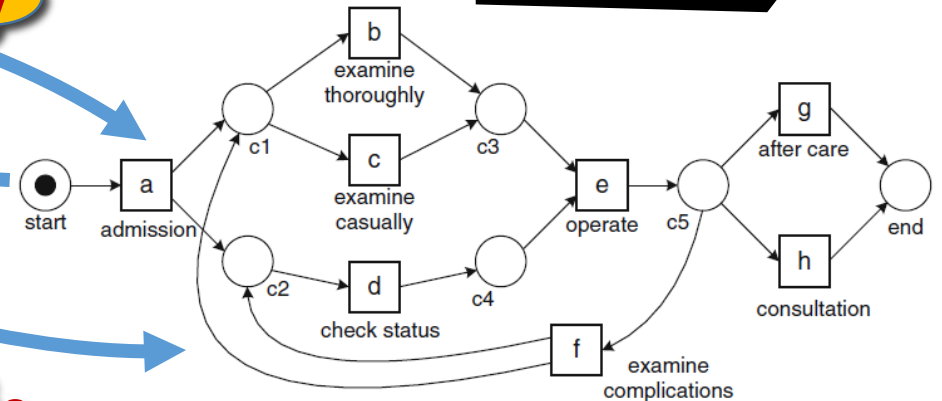 b
examine
thoroughly
c1
c
examine
casually
c3
g
after care
start
a
admission
e
operate
c5
end
c2
d
check status
c4
h
consultation
f
examine
complications